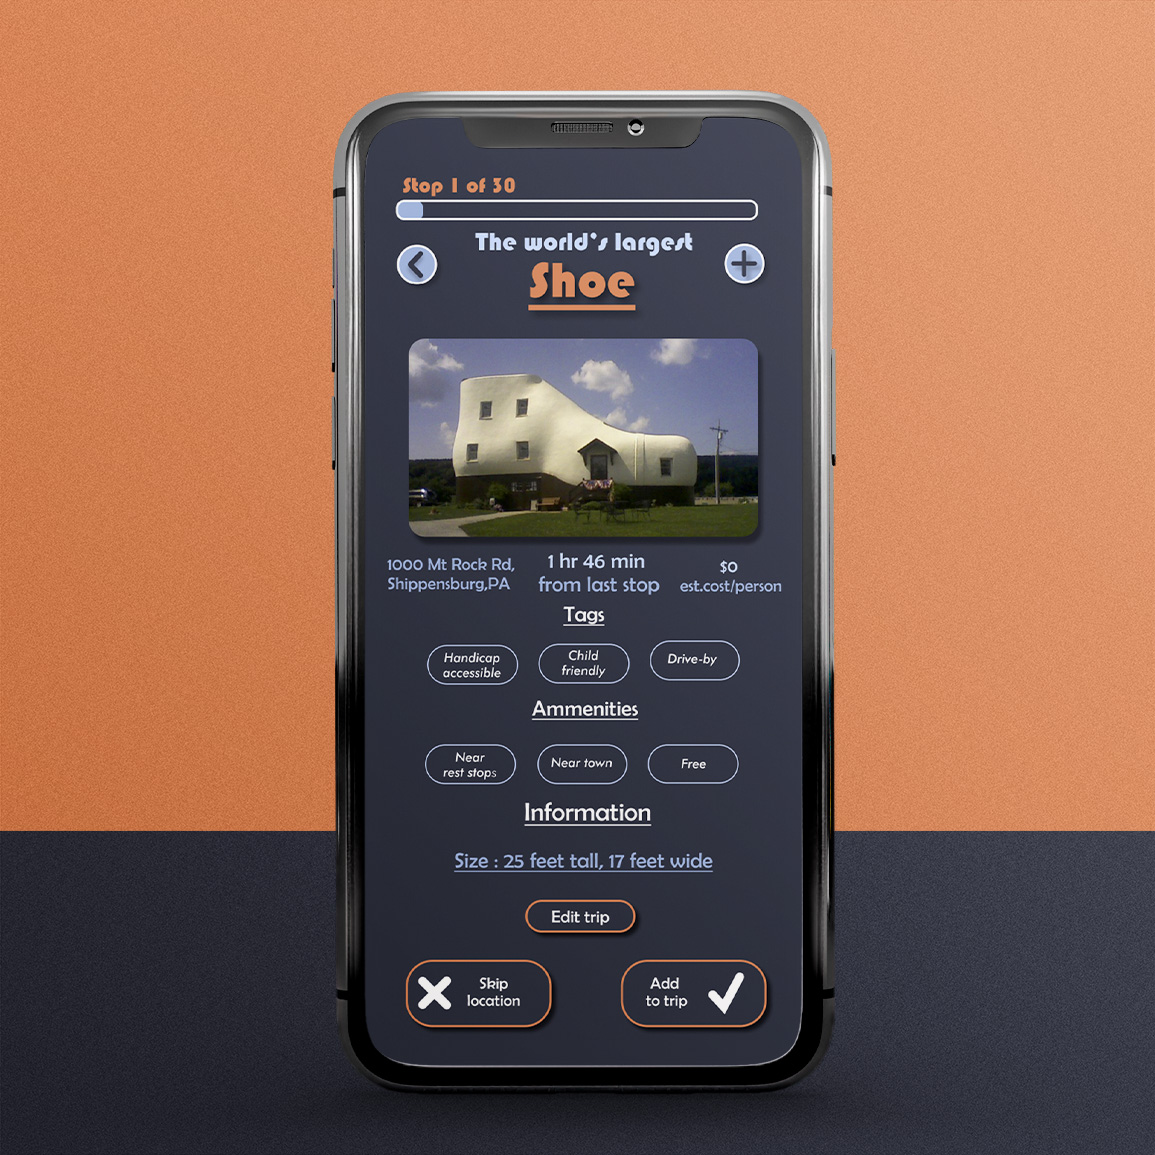 Stop 1 of 30
The world's largest
Shoe
1000 Mt Rock Rd,
Shippensburg,PA
1 hr 46 min
from last stop
$0
est.cost/person
Tags
Handicap
accessible
Child
friendly
Drive-by
Ammenities
Near
rest stops
Near town
Free
Information
Size : 25 feet tall, 17 feet wide
Edit trip
Skip
location
Add
to trip